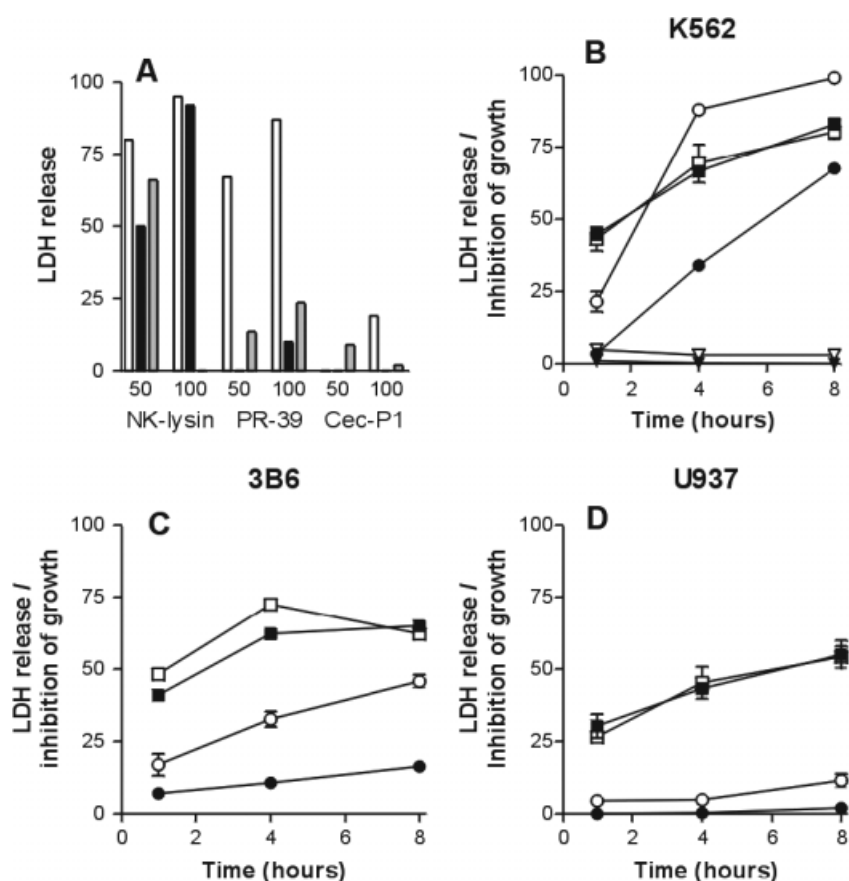 A
100
75
50
25
0
LDH release
50 100 50 100 50 100
NK-lysin PR-39 Cec-P1
K562
B
100
75
50
25
0
LDH release /
Inhibition of growth
0 2 4 6 8
Time (hours)
3B6
C
100
75
50
25
0
LDH release /
inhibition of growth
0 2 4 6 8
Time (hours)
U937
D
100
75
50
25
0
LDH release /
Inhibition of growth
0 2 4 6 8
Time (hours)